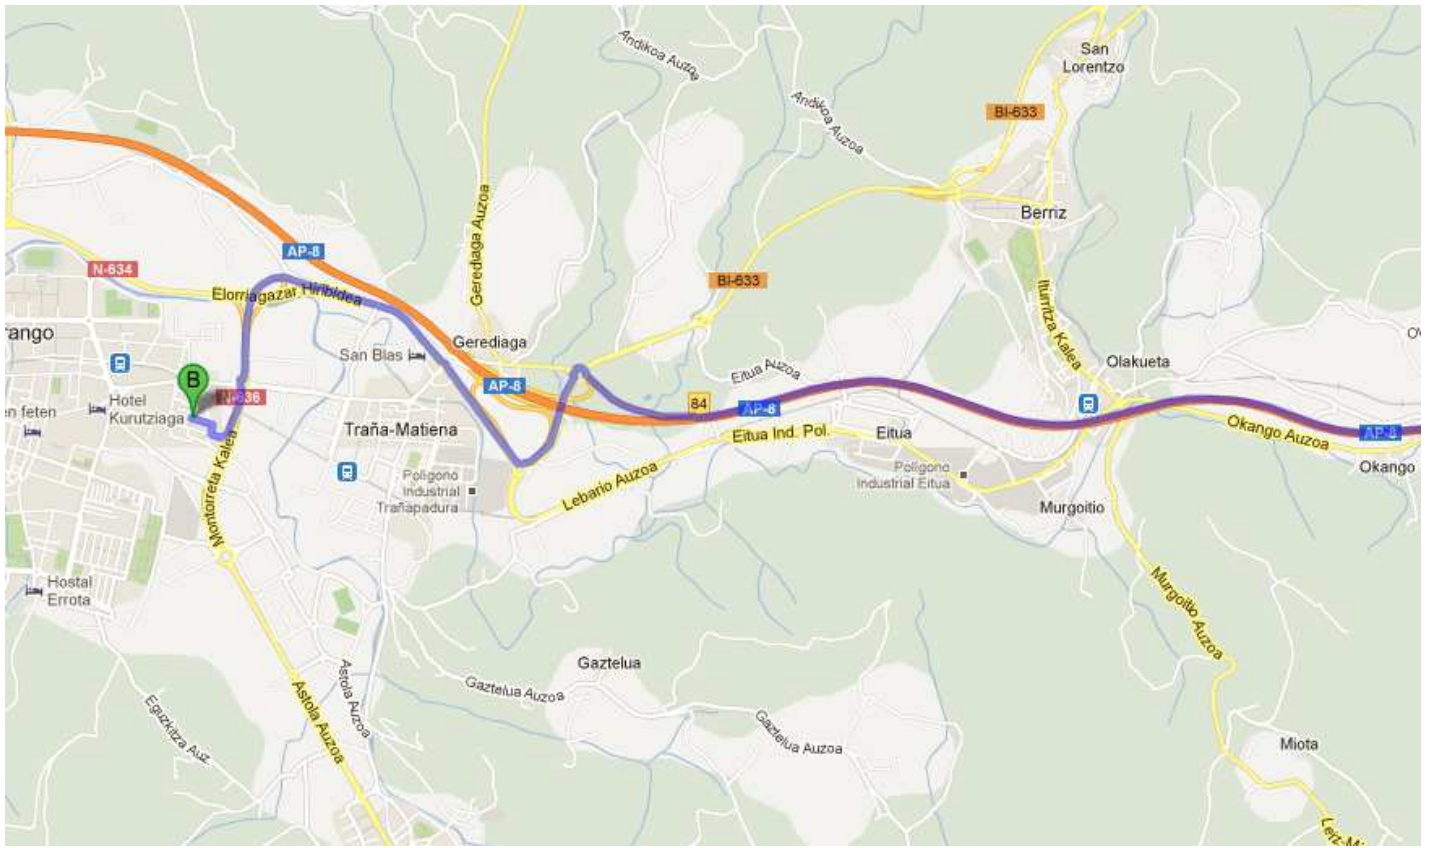 San
Lorentzo
Andikoa Auzoa
Andikoa Auzoa
BI-633
Gerediaga Auzoa
Berriz
AP-8
N-634
BI-633
Elorriagazar Hiribidea
Iturritza Kalea
rango
San Blas
Gerediaga
Eitua Auzoa
Olakueta
B
AP-8
N-636
Hotel
Kurutziaga
84
AP-8
en feten
Traña-Matiena
Eitua Ind. Pol.
Eitua
Okango Auzoa
AP-8
Okango
Montorreta Kalea
Poligono
Industrial
Trañapadura
Lebario Auzoa
Poligono
Industrial Eitua
Murgoitio
Hostal
Errota
Murgoitio Auzoa
Gaztelua
Astola Auzoa
Astola Auzoa
Gaztelua Auzoa
Eguzkitza Auz.
Gaztelua Auzoa
Miota